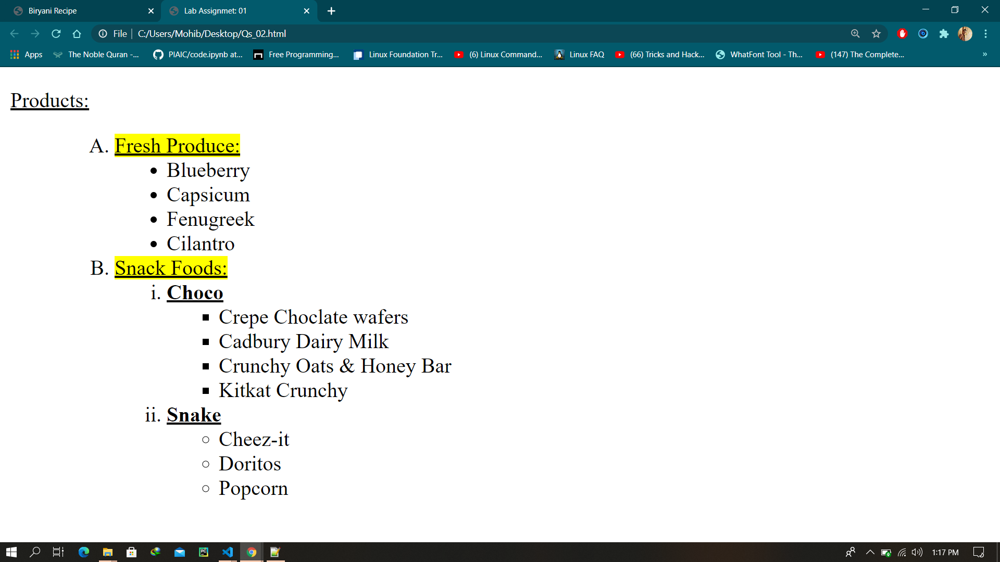 Biryani Recipe
Lab Assignmet: 01
File
C:/Users/Mohib/Desktop/Qs_02.html
Apps
The Noble Quran -...
PIAIC/code.ipynb at...
Free Programming...
Linux Foundation Tr...
(6) Linux Command...
Linux FAQ
(66) Tricks and Hack...
WhatFont Tool - Th...
(147) The Complete...
»
Products:
A. Fresh Produce:
• Blueberry
• Capsicum
• Fenugreek
• Cilantro
B. Snack Foods:
i. Choco
▪ Crepe Choclate wafers
▪ Cadbury Dairy Milk
▪ Crunchy Oats & Honey Bar
▪ Kitkat Crunchy
ii. Snake
○ Cheez-it
○ Doritos
○ Popcorn
PC
1:17 PM